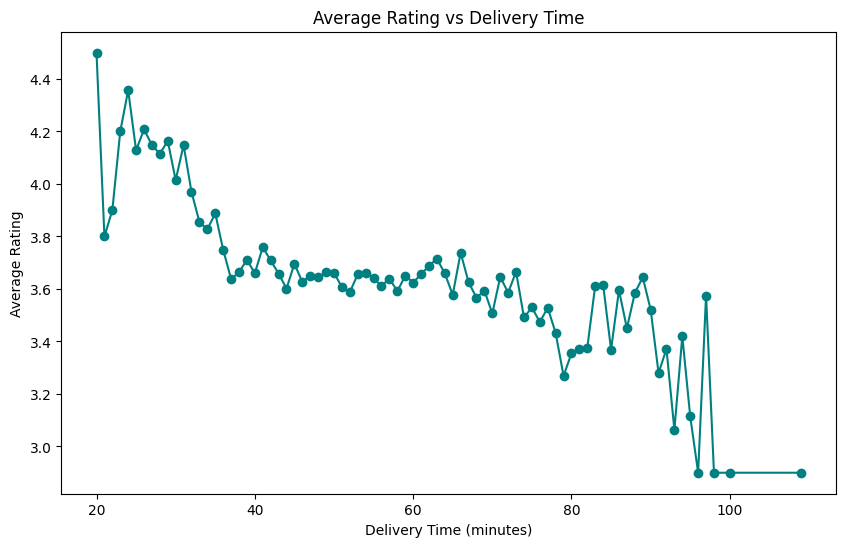 Average Rating vs Delivery Time
4.4
4.2
4.0
3.8
3.6
3.4
3.2
3.0
Average Rating
20 40 60 80 100
Delivery Time (minutes)